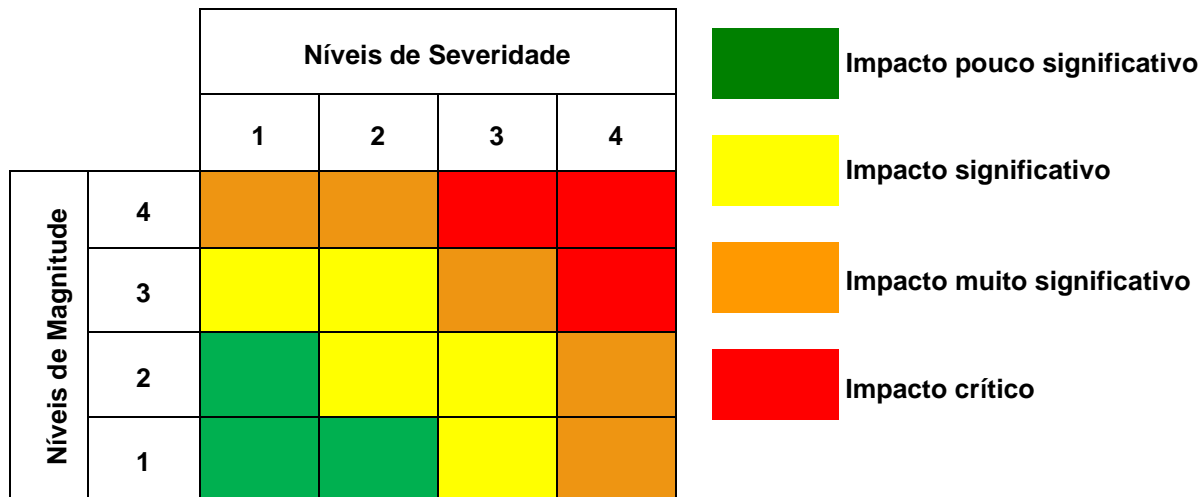 Níveis de Severidade
1 2 3 4
Níveis de Magnitude
4
3
2
1
Impacto pouco significativo
Impacto significativo
Impacto muito significativo
Impacto crítico